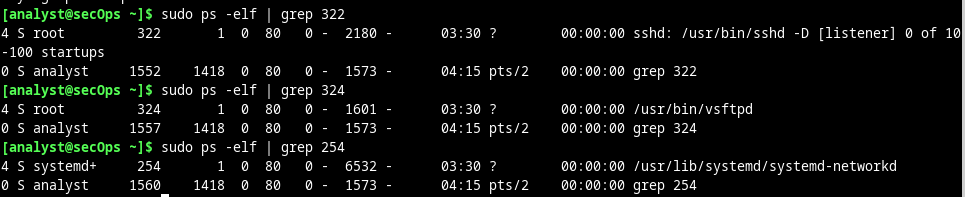 [analyst@secOps ~]$ sudo ps -elf | grep 322
4 S root         322       1  0  80   0 -  2180 -      03:30 ?        00:00:00 sshd: /usr/bin/sshd -D [listener] 0 of 10
-100 startups
0 S analyst     1552    1418  0  80   0 -  1573 -      04:15 pts/2    00:00:00 grep 322
[analyst@secOps ~]$ sudo ps -elf | grep 324
4 S root         324       1  0  80   0 -  1601 -      03:30 ?        00:00:00 /usr/bin/vsftpd
0 S analyst     1557    1418  0  80   0 -  1573 -      04:15 pts/2    00:00:00 grep 324
[analyst@secOps ~]$ sudo ps -elf | grep 254
4 S systemd+     254       1  0  80   0 -  6532 -      03:30 ?        00:00:00 /usr/lib/systemd/systemd-networkd
0 S analyst     1560    1418  0  80   0 -  1573 -      04:15 pts/2    00:00:00 grep 254